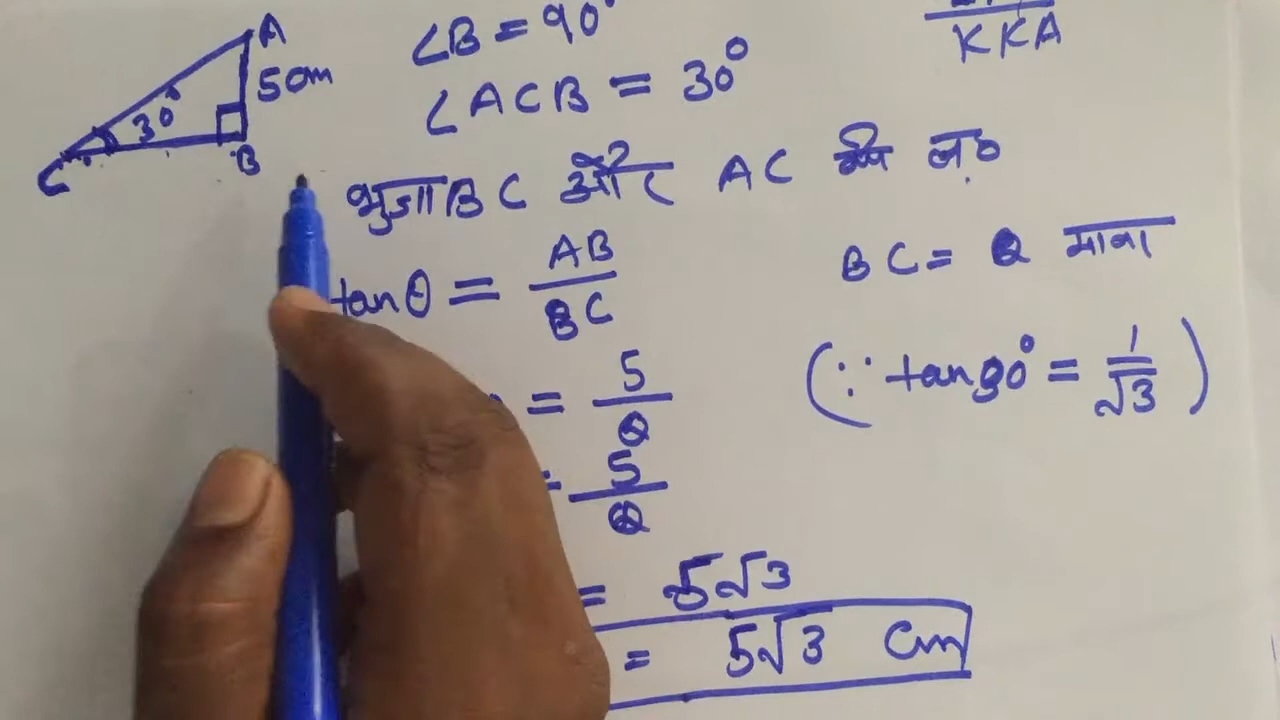 A
5cm
30°
C
B
∠B = 90°
KKA
∠ACB = 30°
भुजा BC और AC
BC = Q माना
tanθ = AB/BC
(∵ tan30° = 1/√3)
= 5/Q
= 5/Q
= 5√3
= 5√3 cm